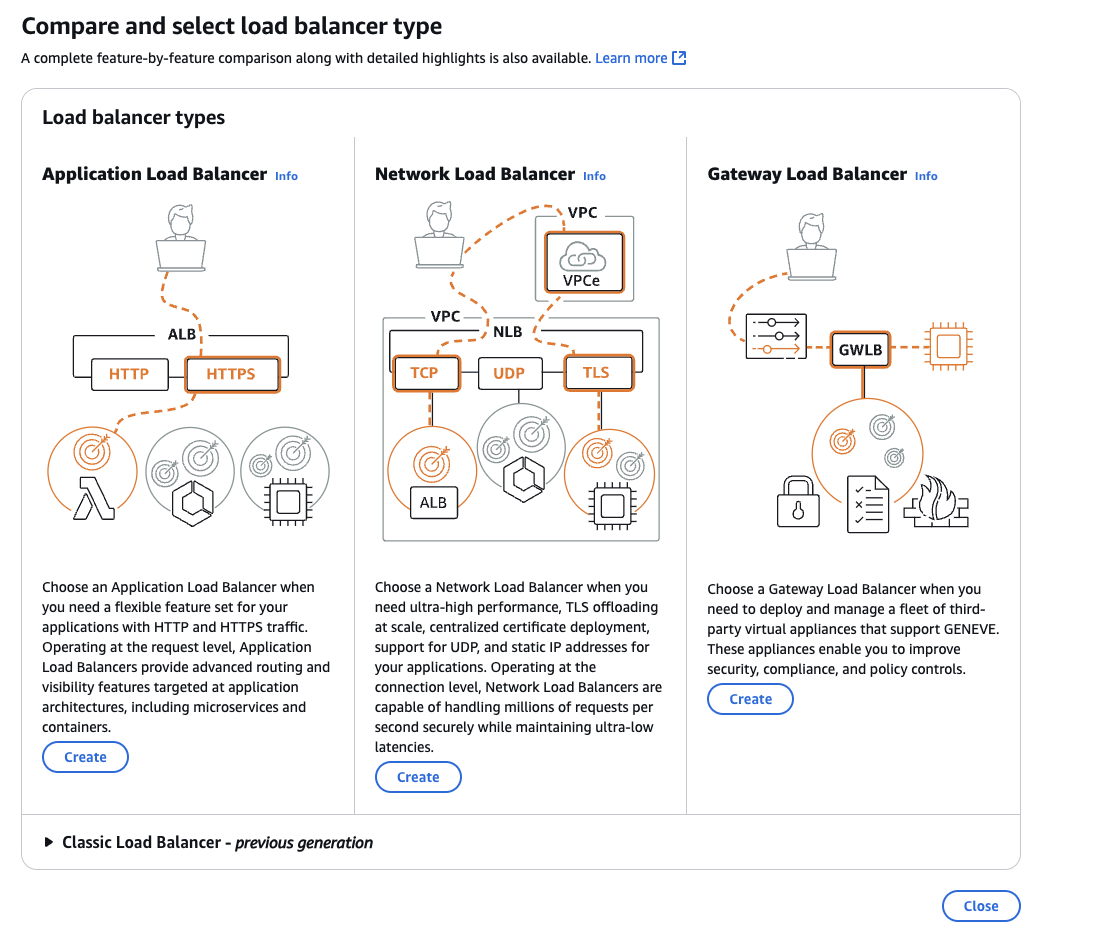 Compare and select load balancer type
A complete feature-by-feature comparison along with detailed highlights is also available. Learn more
Load balancer types
Application Load Balancer Info
ALB
HTTP
HTTPS
Choose an Application Load Balancer when
you need a flexible feature set for your
applications with HTTP and HTTPS traffic.
Operating at the request level, Application
Load Balancers provide advanced routing and
visibility features targeted at application
architectures, including microservices and
containers.
Create
Network Load Balancer Info
VPC
VPCe
VPC
NLB
TCP
UDP
TLS
ALB
Choose a Network Load Balancer when you
need ultra-high performance, TLS offloading
at scale, centralized certificate deployment,
support for UDP, and static IP addresses for
your applications. Operating at the
connection level, Network Load Balancers are
capable of handling millions of requests per
second securely while maintaining ultra-low
latencies.
Create
Gateway Load Balancer Info
GWLB
Choose a Gateway Load Balancer when you
need to deploy and manage a fleet of third-
party virtual appliances that support GENEVE.
These appliances enable you to improve
security, compliance, and policy controls.
Create
Classic Load Balancer - previous generation
Close